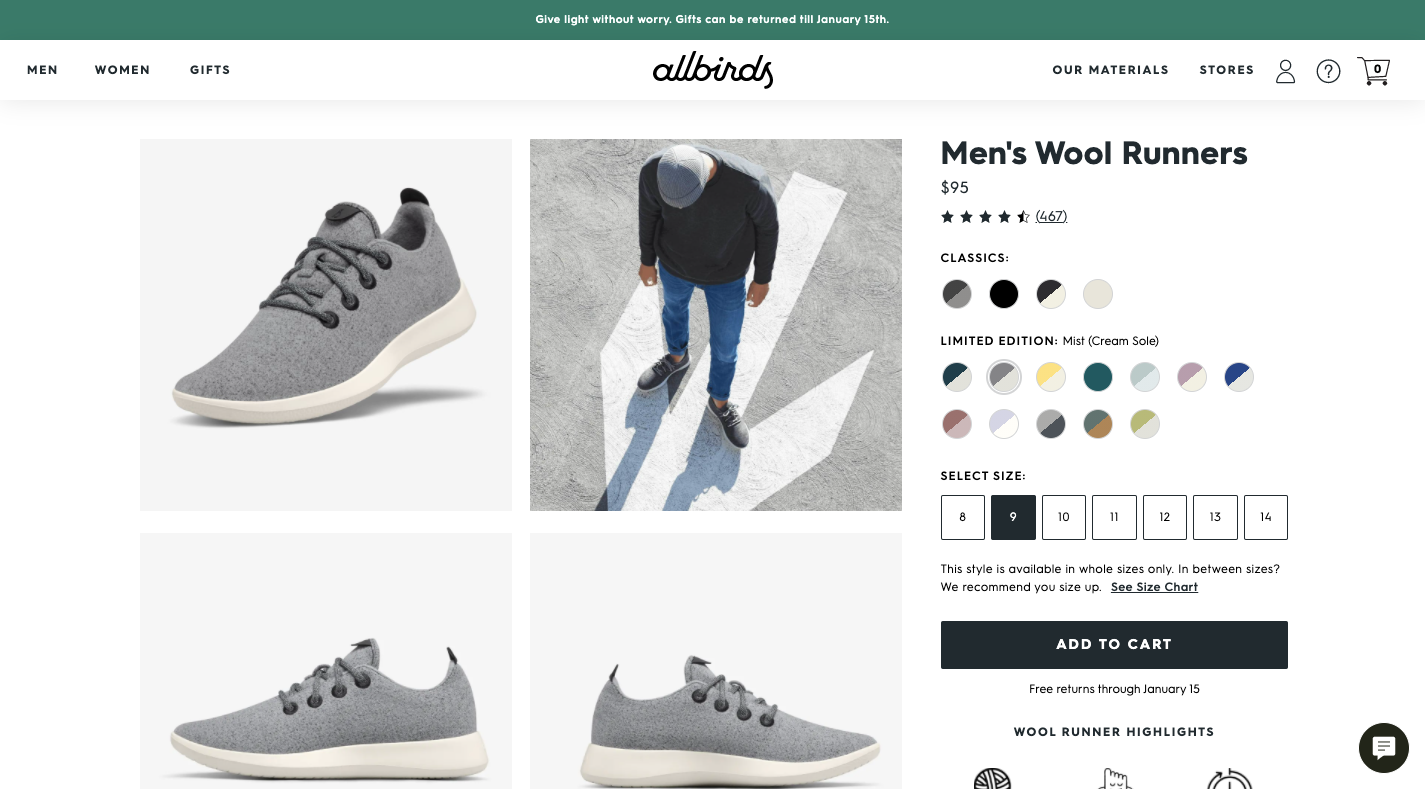 Give light without worry. Gifts can be returned till January 15th.
MEN WOMEN GIFTS
allbirds
OUR MATERIALS STORES ? 0
Men's Wool Runners
$95
(467)
CLASSICS:
LIMITED EDITION: Mist (Cream Sole)
SELECT SIZE:
8 9 10 11 12 13 14
This style is available in whole sizes only. In between sizes?
We recommend you size up. See Size Chart
ADD TO CART
Free returns through January 15
WOOL RUNNER HIGHLIGHTS